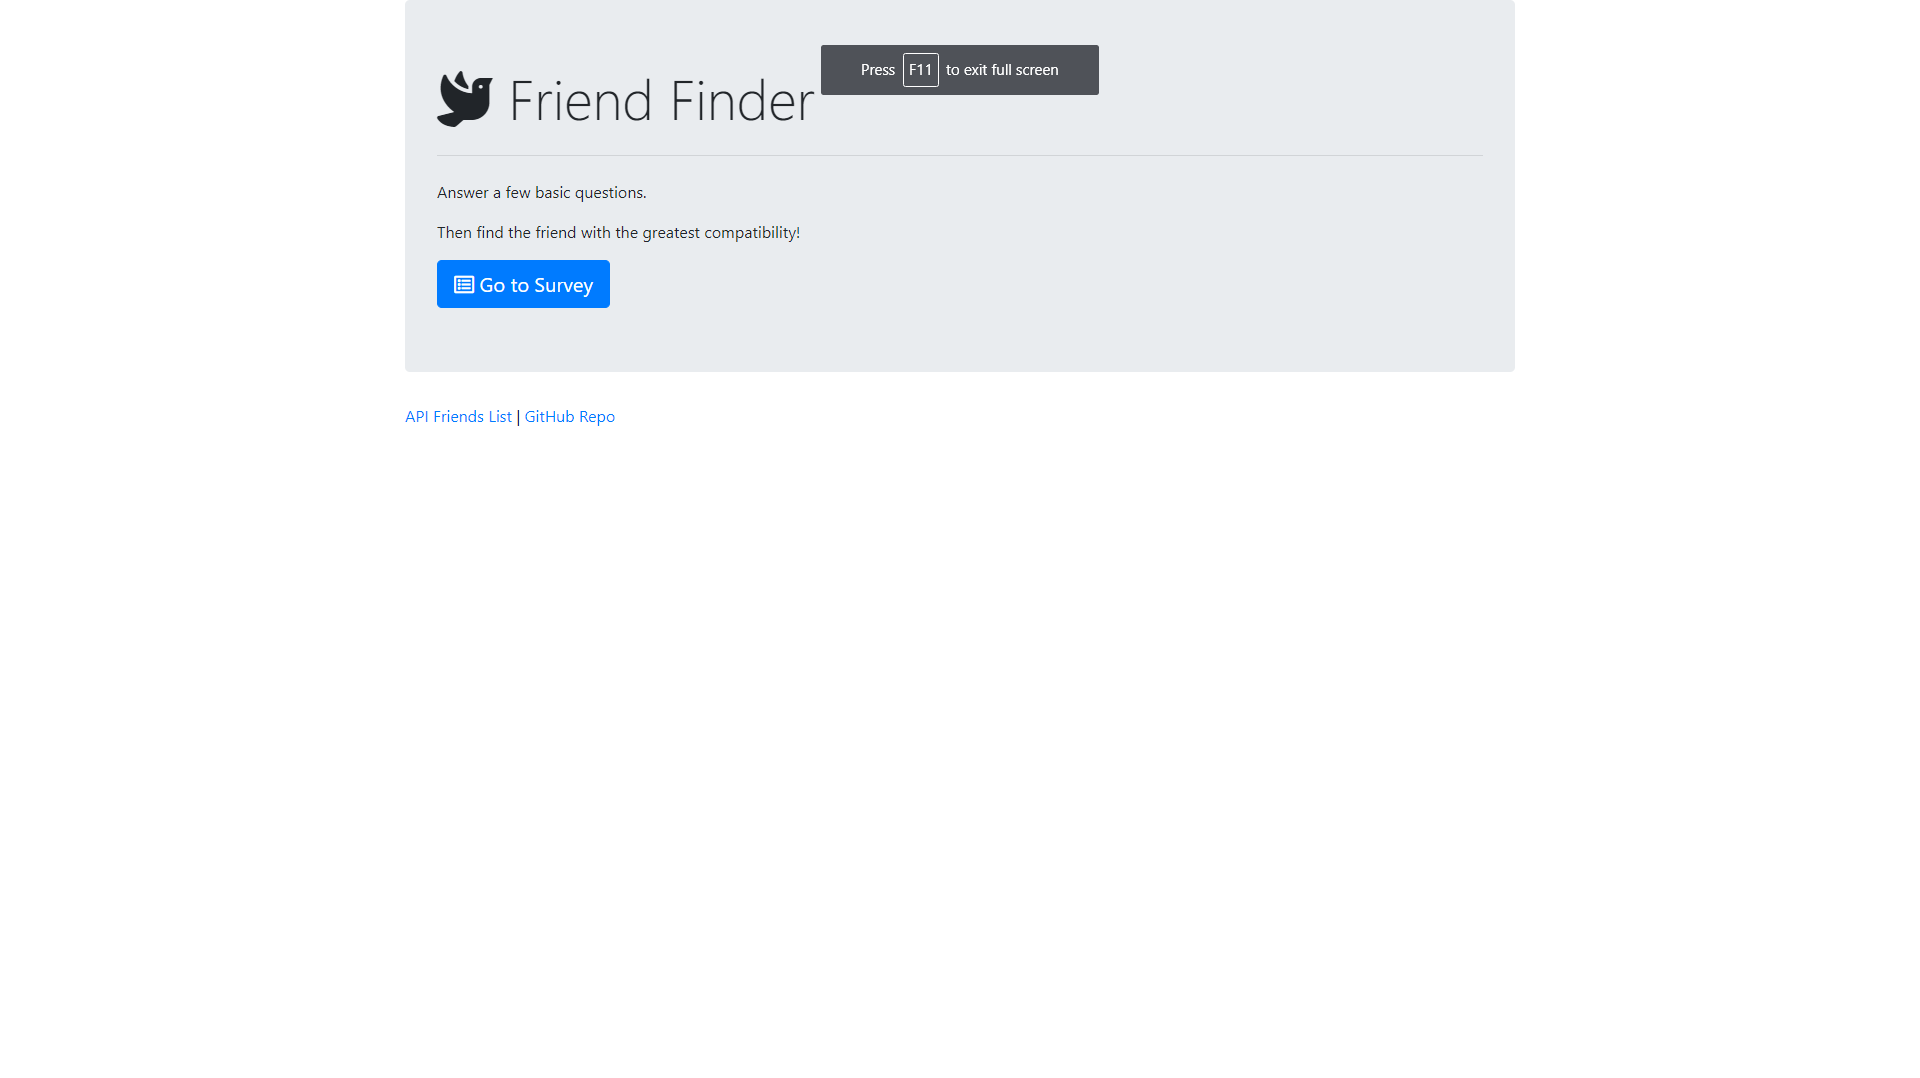 Press F11 to exit full screen
Friend Finder
Answer a few basic questions.
Then find the friend with the greatest compatibility!
Go to Survey
API Friends List | GitHub Repo